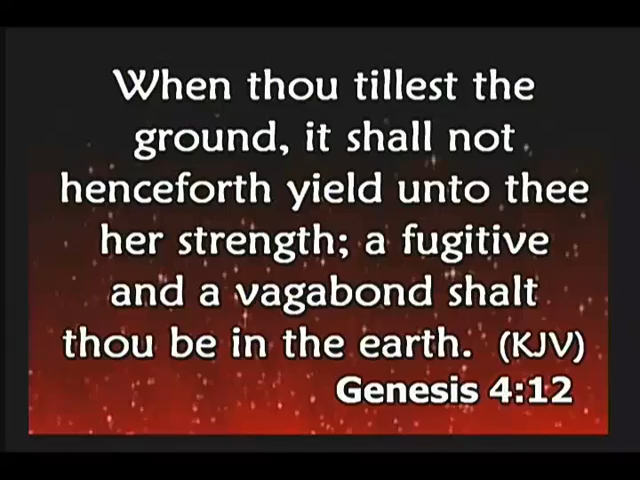 When thou tillest the
ground, it shall not
henceforth yield unto thee
her strength; a fugitive
and a vagabond shalt
thou be in the earth. (KJV)
Genesis 4:12